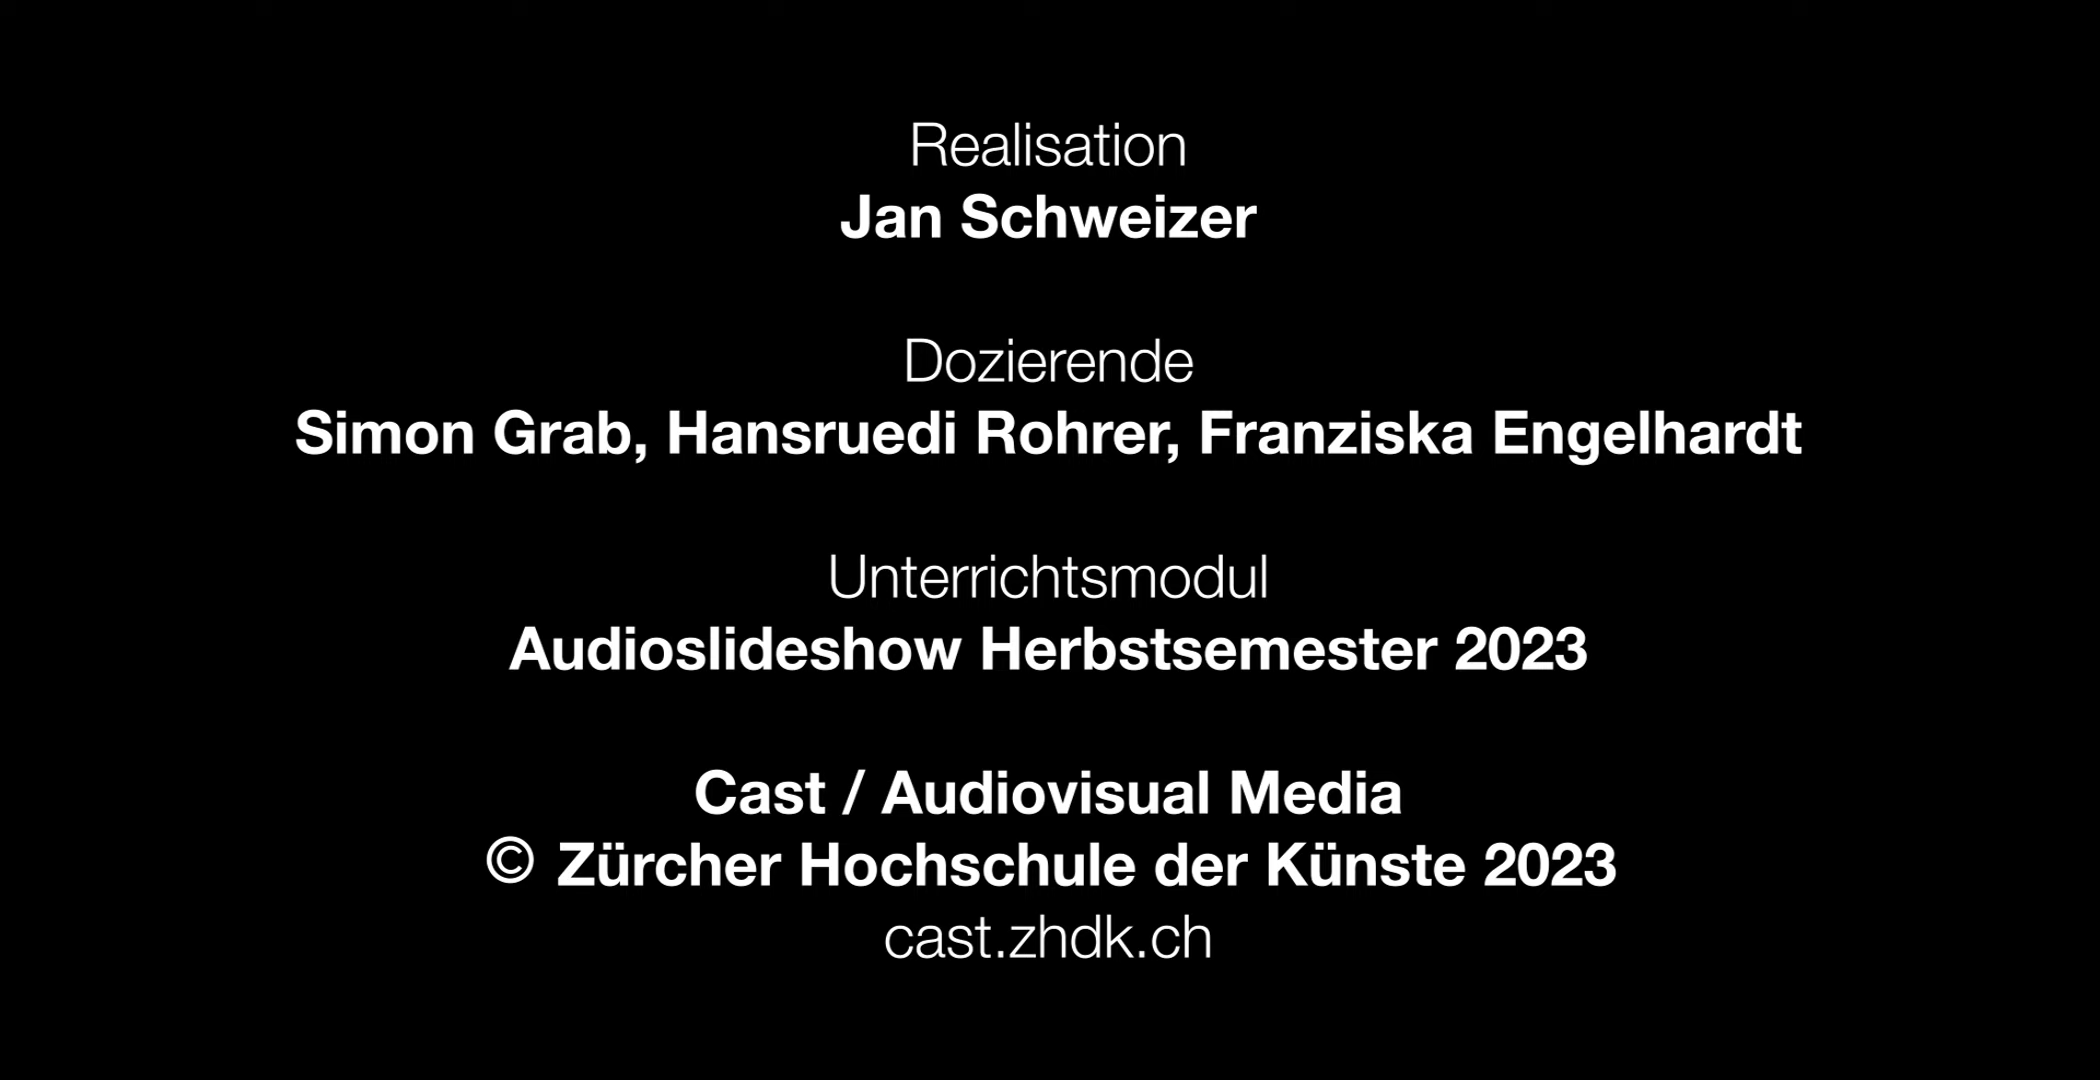 Realisation
Jan Schweizer
Dozierende
Simon Grab, Hansruedi Rohrer, Franziska Engelhardt
Unterrichtsmodul
Audioslideshow Herbstsemester 2023
Cast / Audiovisual Media
© Zürcher Hochschule der Künste 2023
cast.zhdk.ch